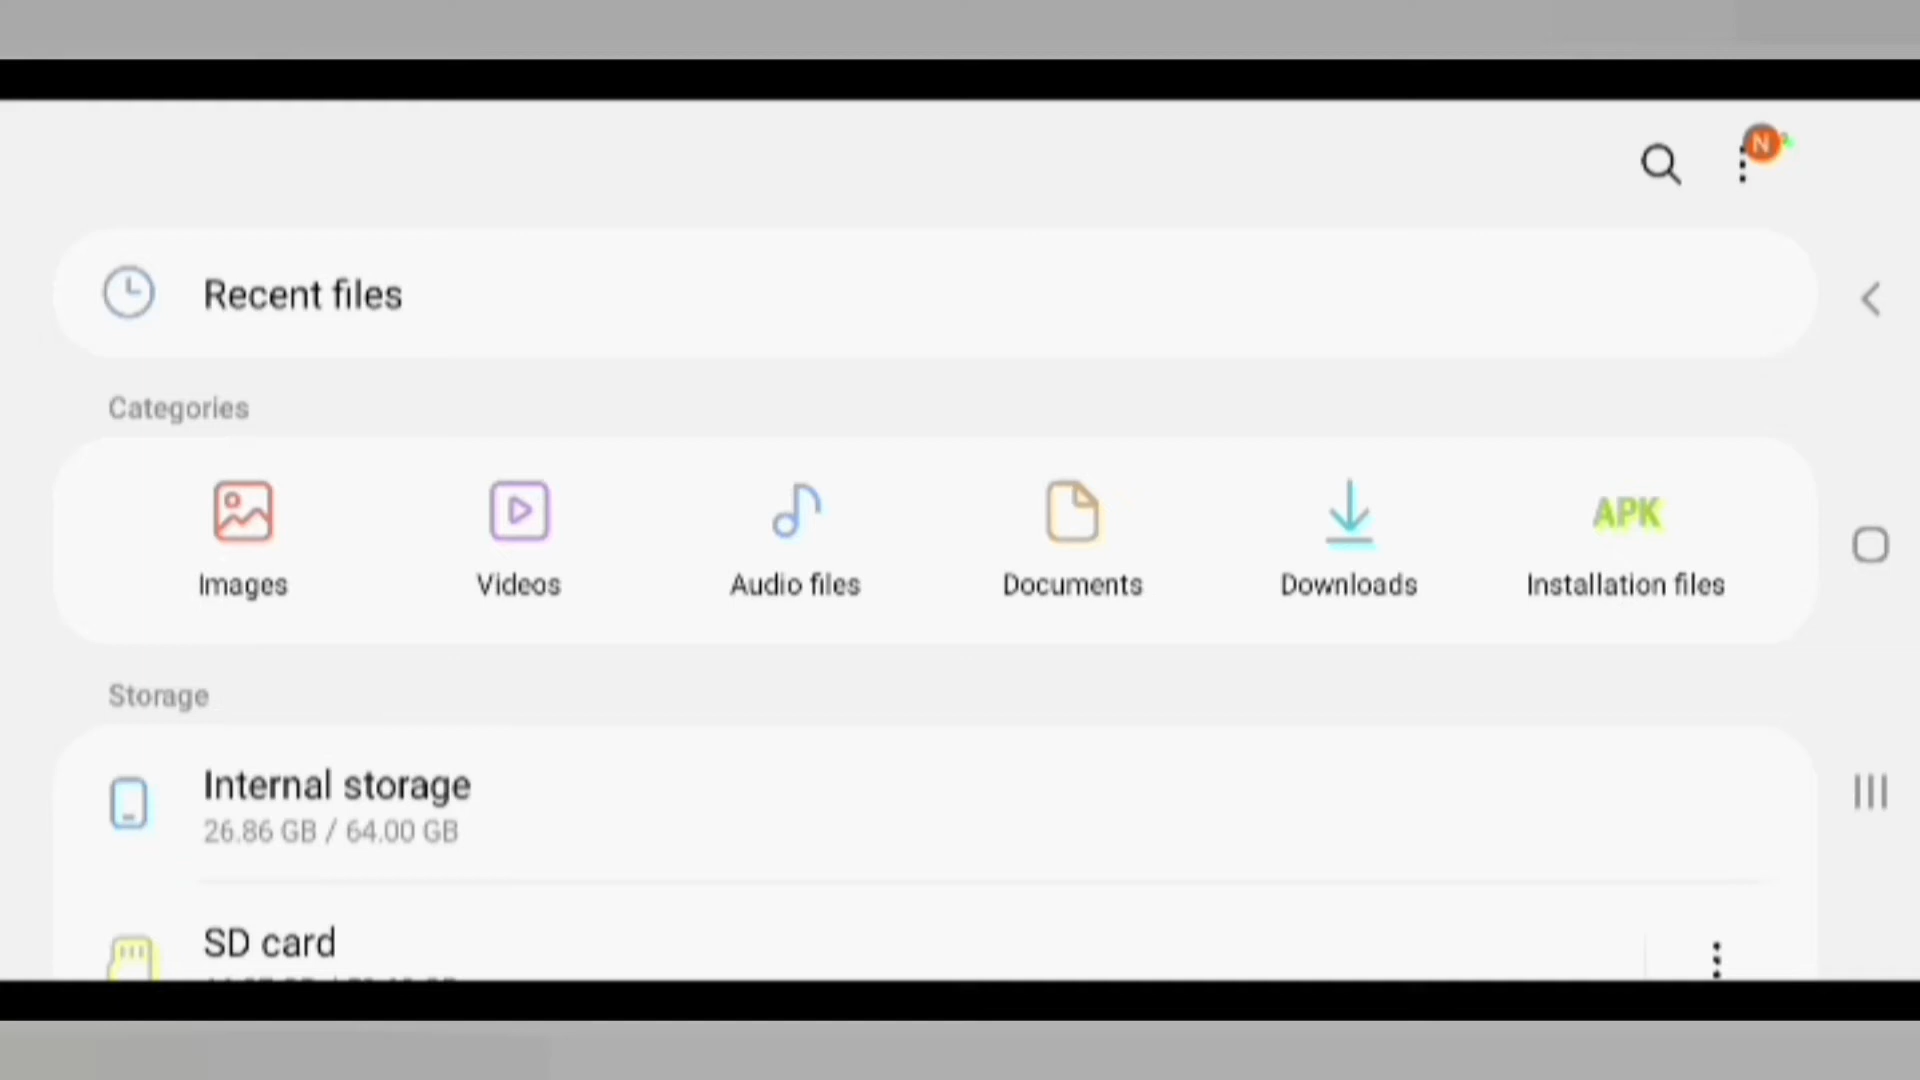 N
Recent files
Categories
Images
Videos
Audio files
Documents
Downloads
APK
Installation files
Storage
Internal storage
26.86 GB / 64.00 GB
SD card